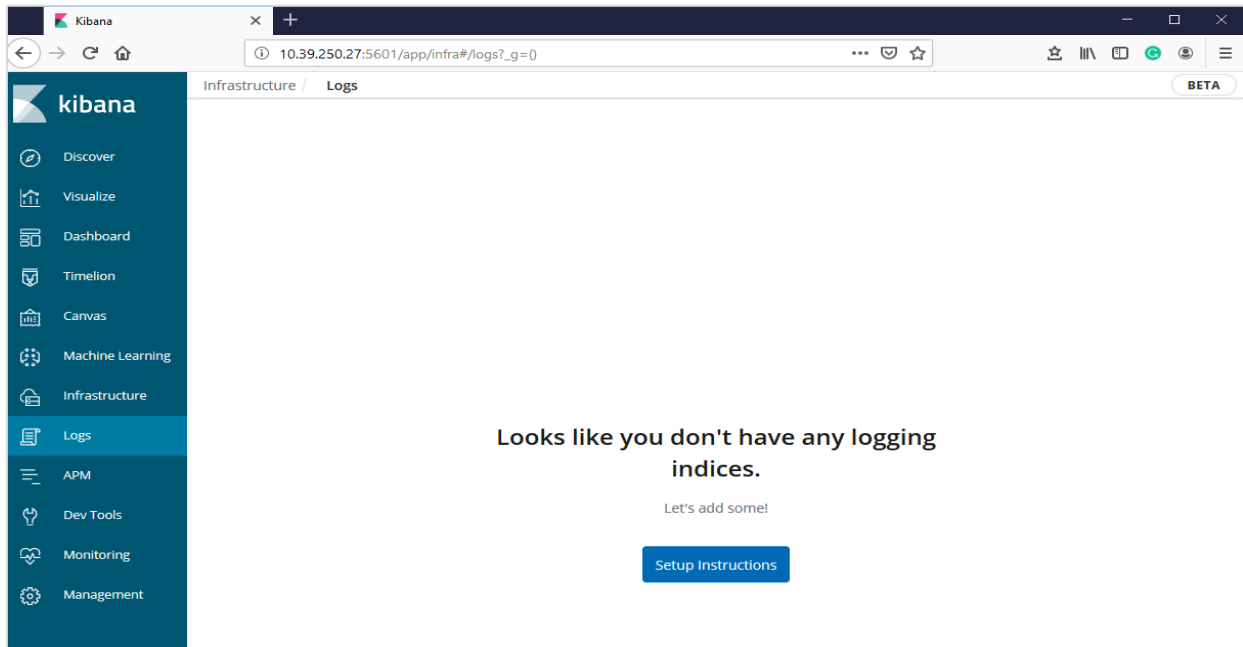 Kibana
10.39.250.27:5601/app/infra#/logs?_g=()
kibana
Infrastructure / Logs
BETA
Discover
Visualize
Dashboard
Timelion
Canvas
Machine Learning
Infrastructure
Logs
APM
Dev Tools
Monitoring
Management
Looks like you don't have any logging
indices.
Let's add some!
Setup Instructions